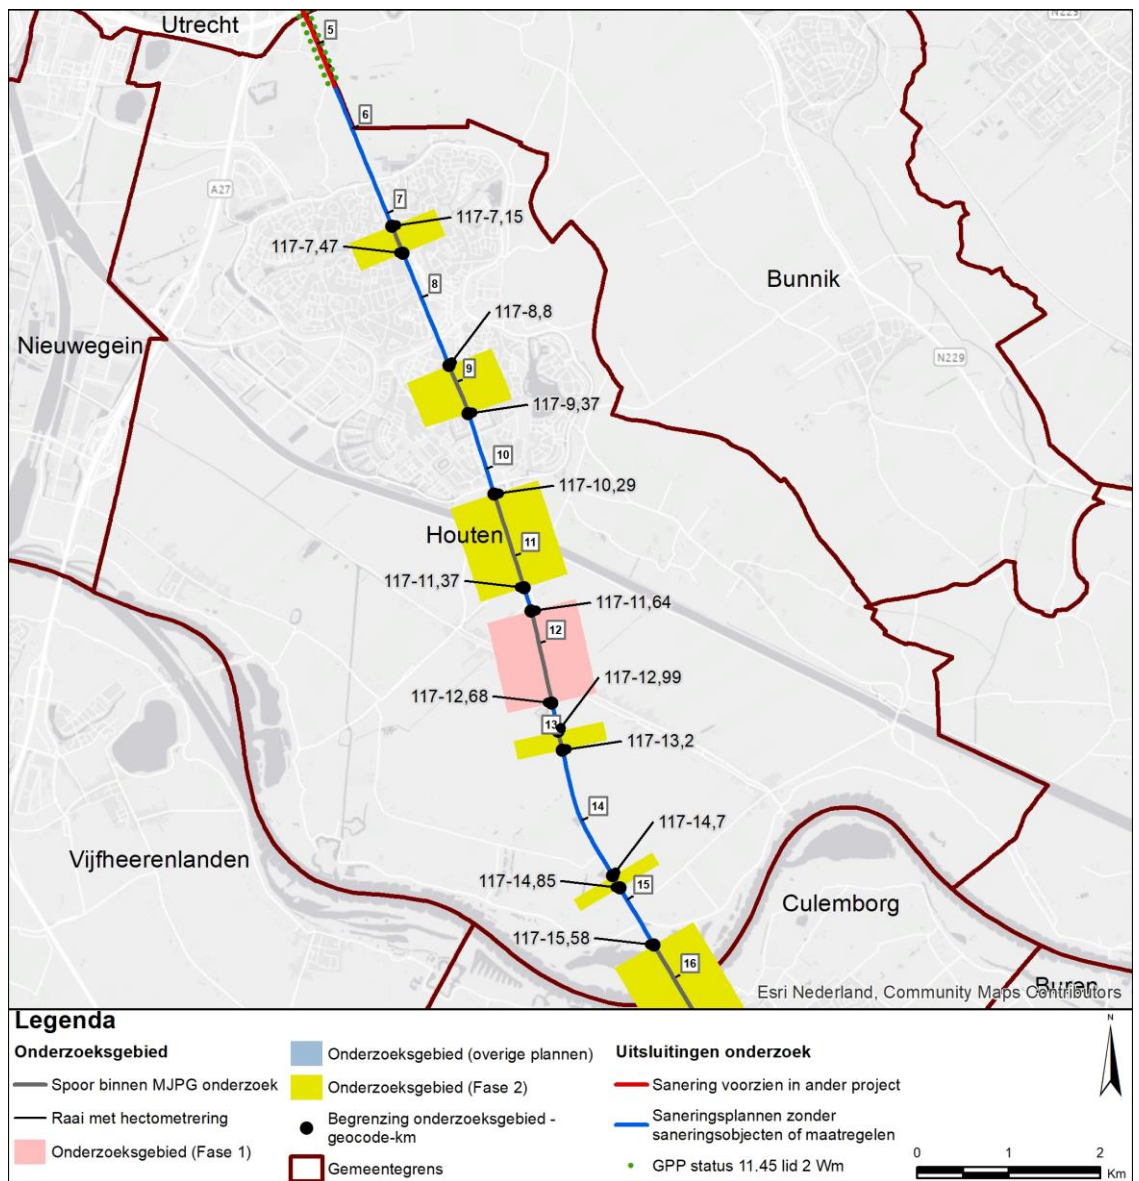 Utrecht
5
N225
6
A27
7
117-7,15
117-7,47
Bunnik
8
117-8,8
Nieuwegein
9
N229
117-9,37
10
117-10,29
Houten
11
117-11,37
117-11,64
12
117-12,99
117-12,68
13
117-13,2
14
117-14,7
Vijfheerenlanden
117-14,85
15
Culemborg
117-15,58
16
Buren
Esri Nederland, Community Maps Contributors
Legenda
Onderzoeksgebied
Spoor binnen MJPG onderzoek
Raai met hectometrering
Onderzoeksgebied (Fase 1)
Onderzoeksgebied (overige plannen)
Onderzoeksgebied (Fase 2)
Begrenzing onderzoeksgebied -
geocode-km
Gemeentegrens
Uitsluitingen onderzoek
Sanering voorzien in ander project
Saneringsplannen zonder
saneringsobjecten of maatregelen
GPP status 11.45 lid 2 Wm
N
0 1 2
Km